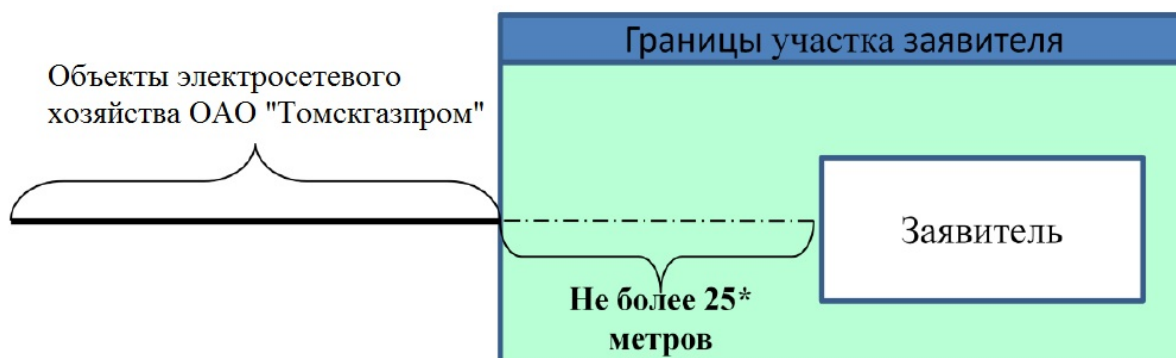 Границы участка заявителя
Объекты электросетевого
хозяйства ОАО "Томскгазпром"
Заявитель
Не более 25*
метров